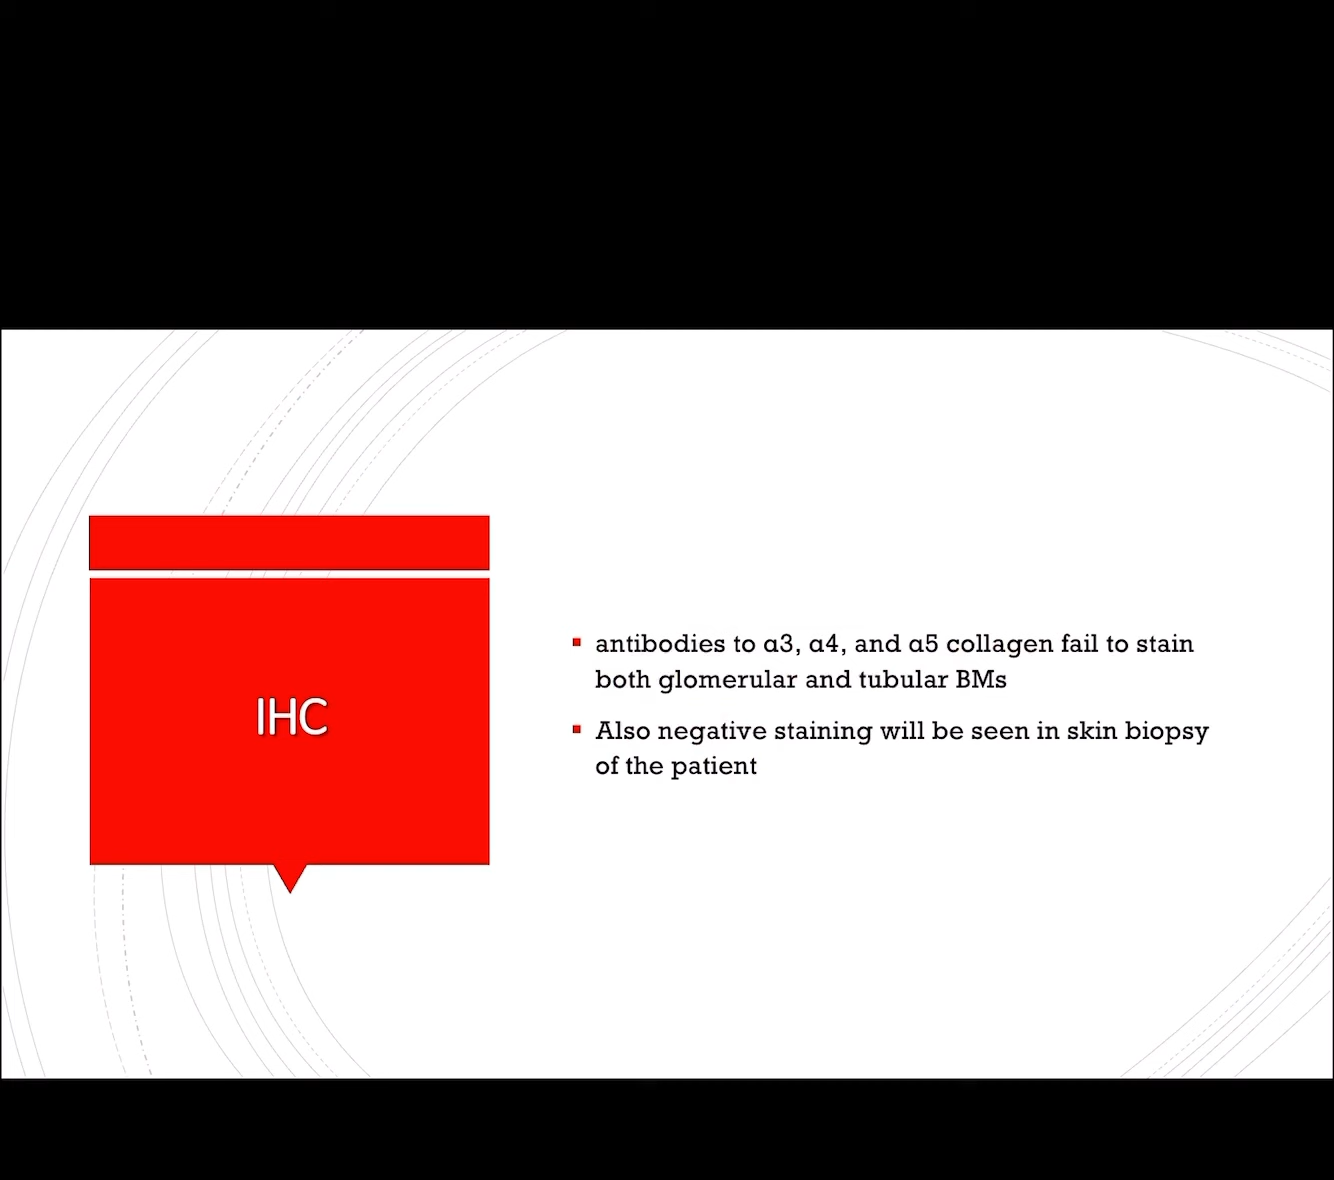 IHC
antibodies to α3, α4, and α5 collagen fail to stain
both glomerular and tubular BMs
Also negative staining will be seen in skin biopsy
of the patient